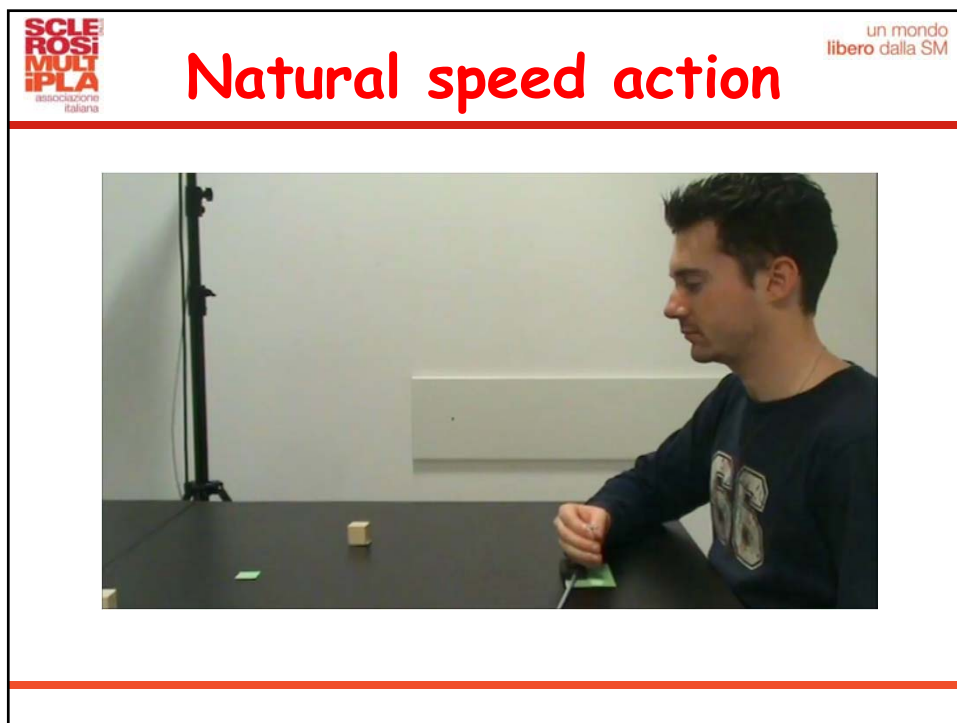 SCLE
ROSi
MULT
iPLA
associazione
italiana
un mondo
libero dalla SM
Natural speed action
66